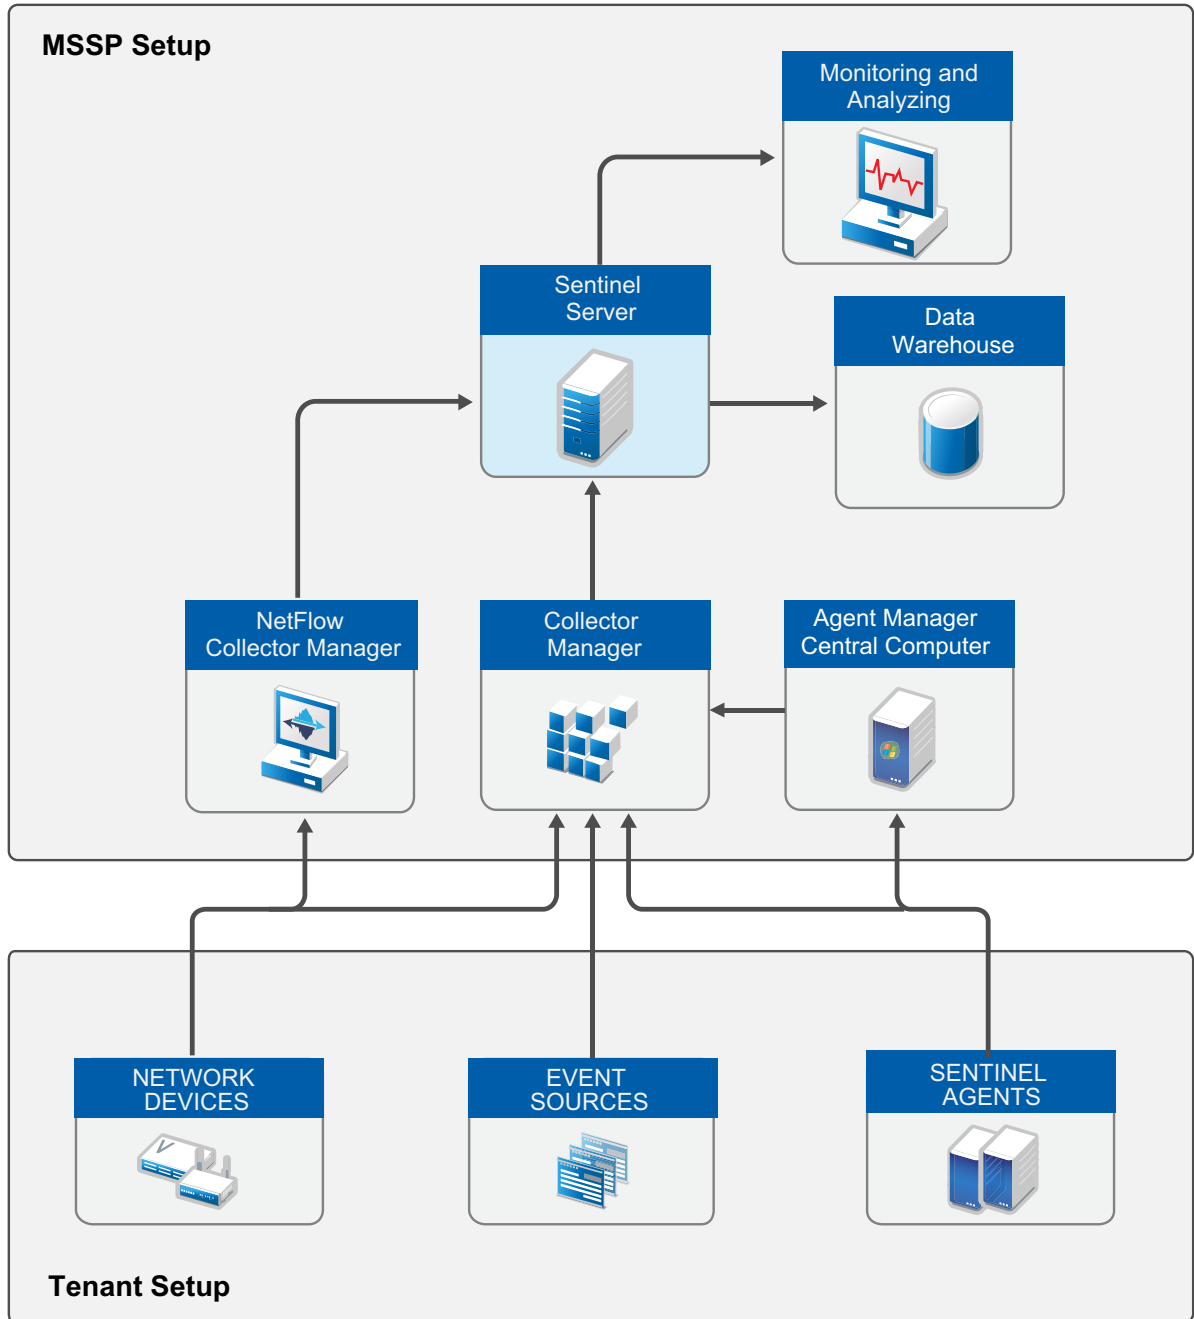 MSSP Setup
Monitoring and
Analyzing
Sentinel
Server
Data
Warehouse
NetFlow
Collector Manager
Collector
Manager
Agent Manager
Central Computer
NETWORK
DEVICES
EVENT
SOURCES
SENTINEL
AGENTS
Tenant Setup